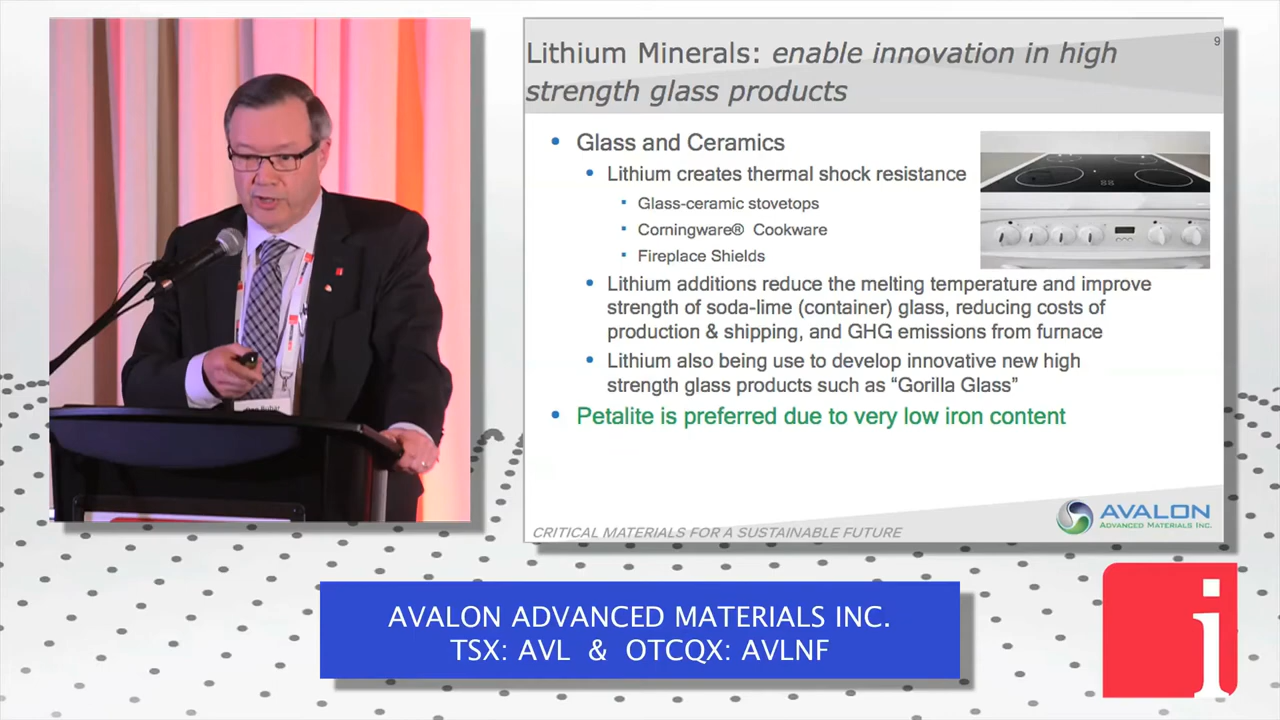 9
Lithium Minerals: enable innovation in high
strength glass products
Glass and Ceramics
Lithium creates thermal shock resistance
Glass-ceramic stovetops
Corningware® Cookware
Fireplace Shields
Lithium additions reduce the melting temperature and improve
strength of soda-lime (container) glass, reducing costs of
production & shipping, and GHG emissions from furnace
Lithium also being use to develop innovative new high
strength glass products such as “Gorilla Glass”
Petalite is preferred due to very low iron content
CRITICAL MATERIALS FOR A SUSTAINABLE FUTURE
AVALON
ADVANCED MATERIALS INC.
AVALON ADVANCED MATERIALS INC.
TSX: AVL & OTCQX: AVLNF
i